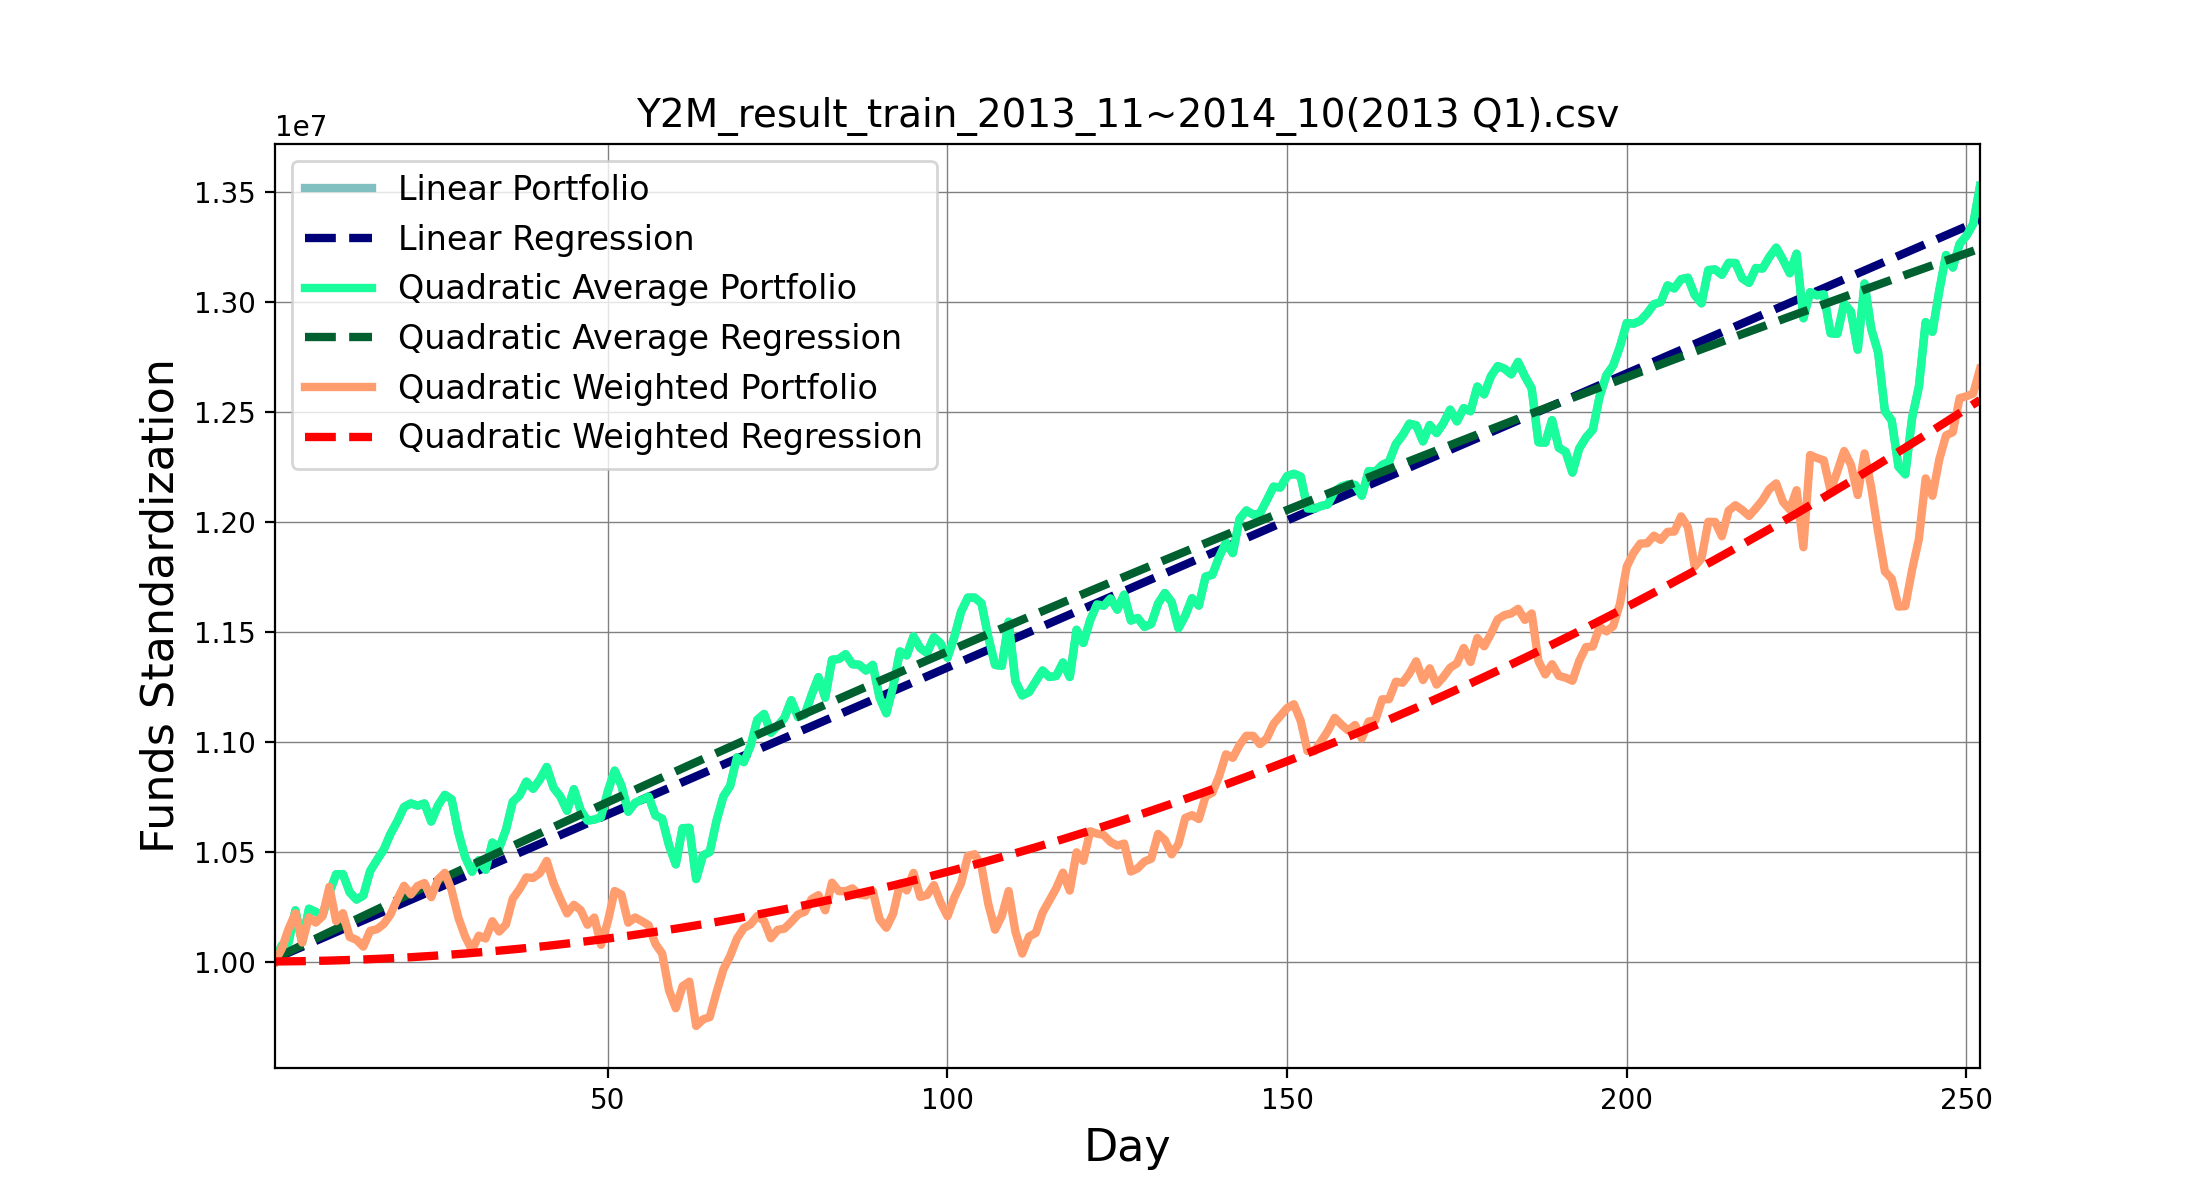 Y2M_result_train_2013_11~2014_10(2013 Q1).csv
1e7
Linear Portfolio
Linear Regression
Quadratic Average Portfolio
Quadratic Average Regression
Quadratic Weighted Portfolio
Quadratic Weighted Regression
1.35
1.30
1.25
1.20
1.15
1.10
1.05
1.00
Funds Standardization
50 100 150 200 250
Day